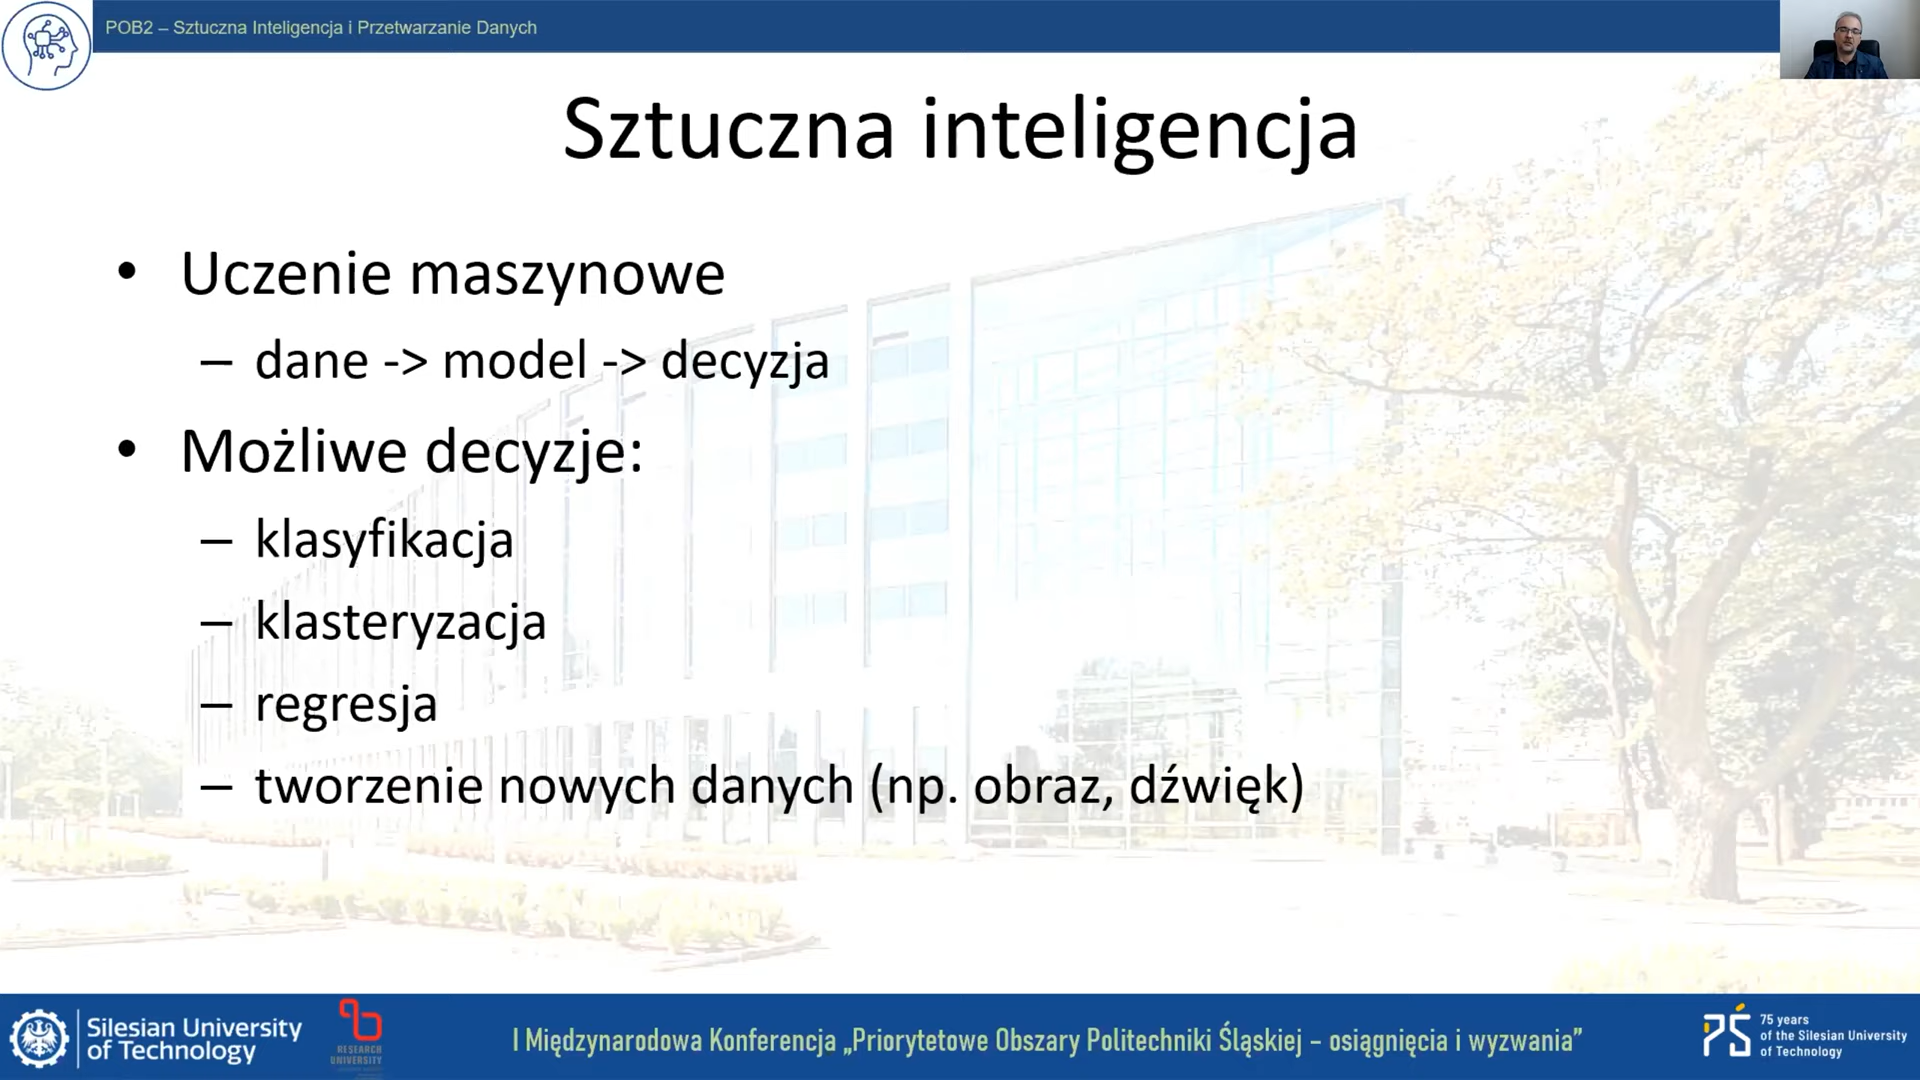 POB2 – Sztuczna Inteligencja i Przetwarzanie Danych
Sztuczna inteligencja
• Uczenie maszynowe
– dane -> model -> decyzja
• Możliwe decyzje:
– klasyfikacja
– klasteryzacja
– regresja
– tworzenie nowych danych (np. obraz, dźwięk)
Silesian University
of Technology
RESEARCH
UNIVERSITY
I Międzynarodowa Konferencja „Priorytetowe Obszary Politechniki Śląskiej – osiągnięcia i wyzwania”
PŚ
75 years
of the Silesian University
of Technology